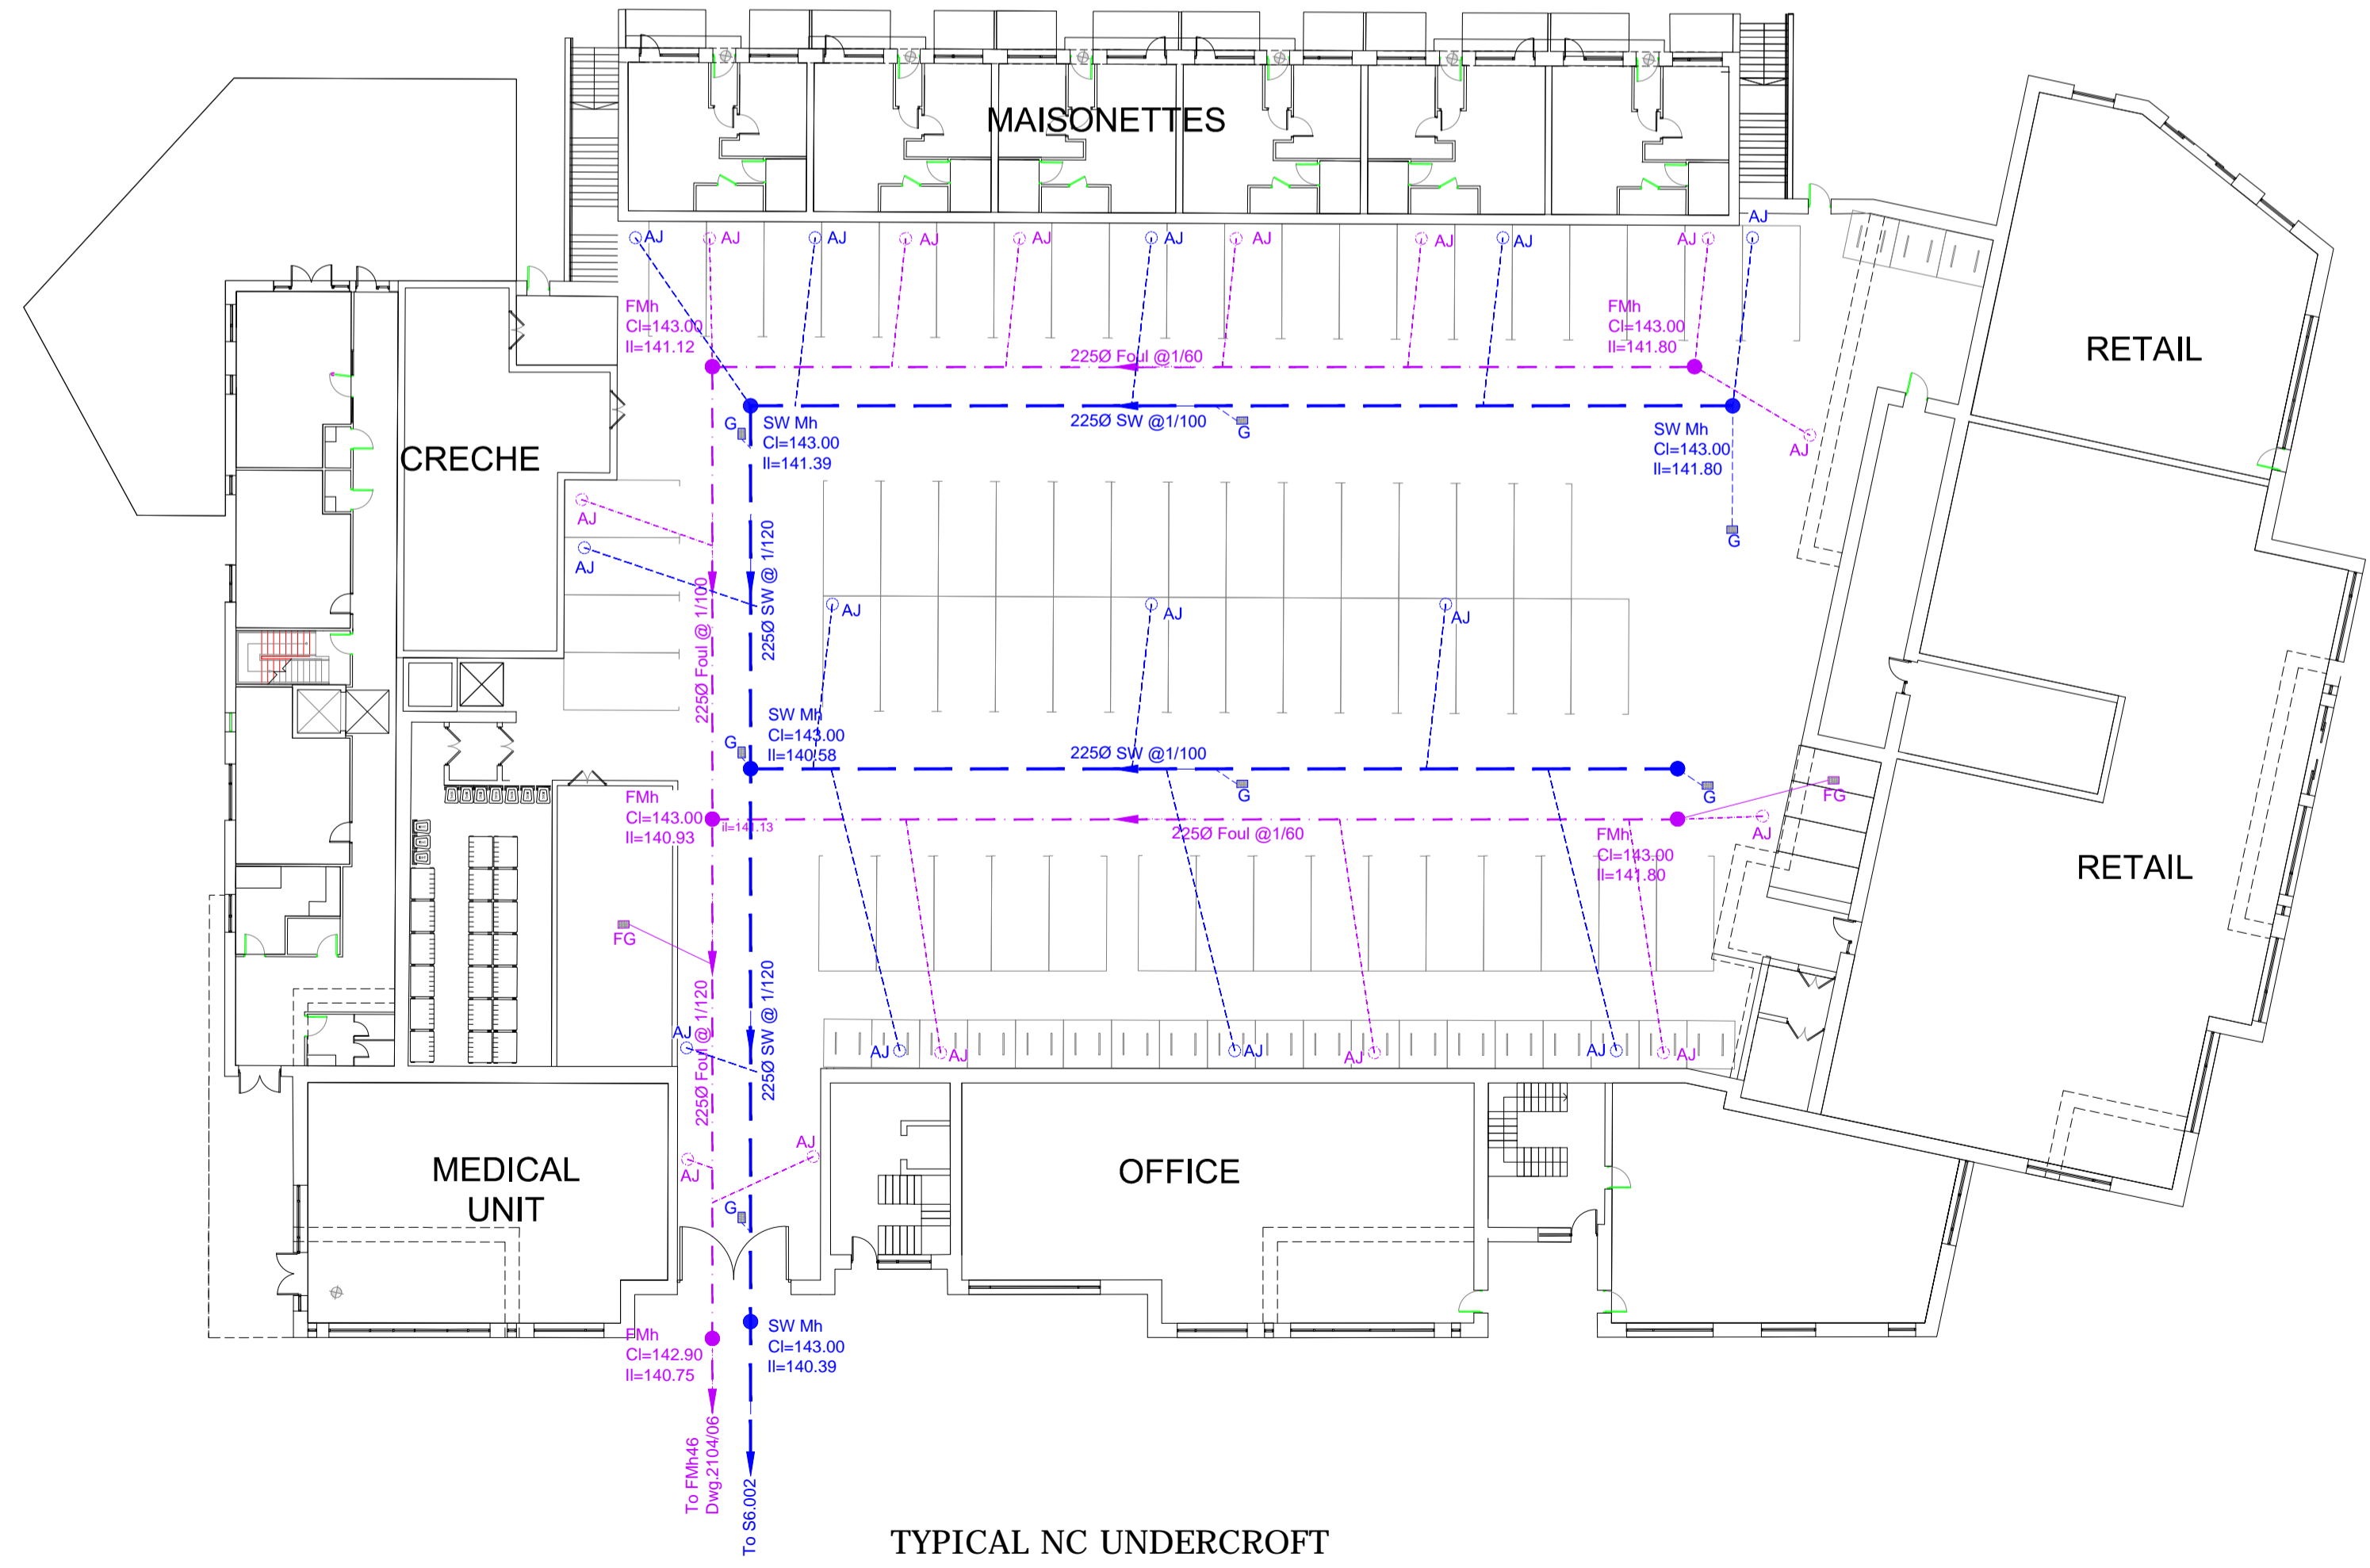 MAISONETTES
AJ
AJ
AJ
AJ
AJ
AJ
AJ
AJ
AJ
AJ
AJ
FMh
Cl=143.00
Il=141.12
FMh
Cl=143.00
Il=141.80
225Ø Foul @1/60
RETAIL
225Ø SW @1/100
G
G
SW Mh
Cl=143.00
Il=141.39
SW Mh
Cl=143.00
Il=141.80
AJ
CRECHE
AJ
G
AJ
225Ø Foul @ 1/100
225Ø SW @ 1/120
AJ
AJ
AJ
SW Mh
Cl=143.00
Il=140.58
G
225Ø SW @1/100
G
G
FG
FMh
Cl=143.00
Il=140.93
il=141.13
225Ø Foul @1/60
AJ
FMh
Cl=143.00
Il=141.80
RETAIL
FG
225Ø Foul @ 1/120
225Ø SW @ 1/120
AJ
AJ
AJ
AJ
AJ
AJ
AJ
AJ
AJ
MEDICAL
UNIT
OFFICE
G
FMh
Cl=142.90
Il=140.75
SW Mh
Cl=143.00
Il=140.39
To FMh46
Dwg.2104/06
To S6.002
TYPICAL NC UNDERCROFT